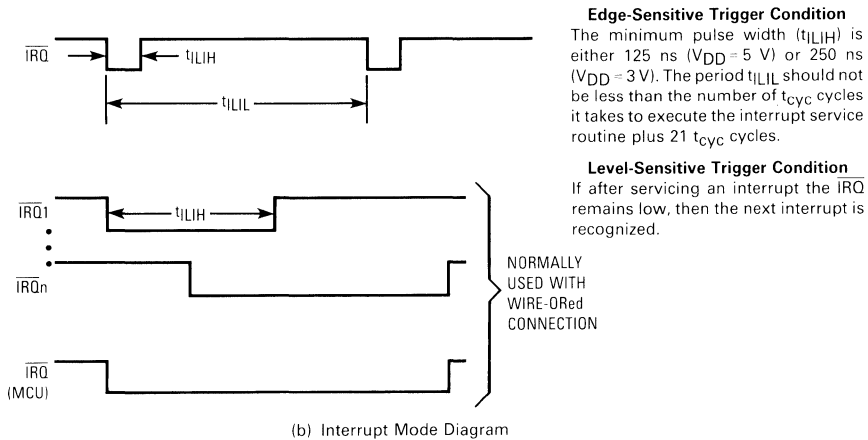 IRQ
tILIH
tILIL
Edge-Sensitive Trigger Condition
The minimum pulse width (tILIH) is
either 125 ns (VDD = 5 V) or 250 ns
(VDD = 3 V). The period tILIL should not
be less than the number of tcyc cycles
it takes to execute the interrupt service
routine plus 21 tcyc cycles.
Level-Sensitive Trigger Condition
If after servicing an interrupt the IRQ
remains low, then the next interrupt is
recognized.
IRQ1
tILIH
IRQn
NORMALLY
USED WITH
WIRE-ORed
CONNECTION
IRQ
(MCU)
(b) Interrupt Mode Diagram